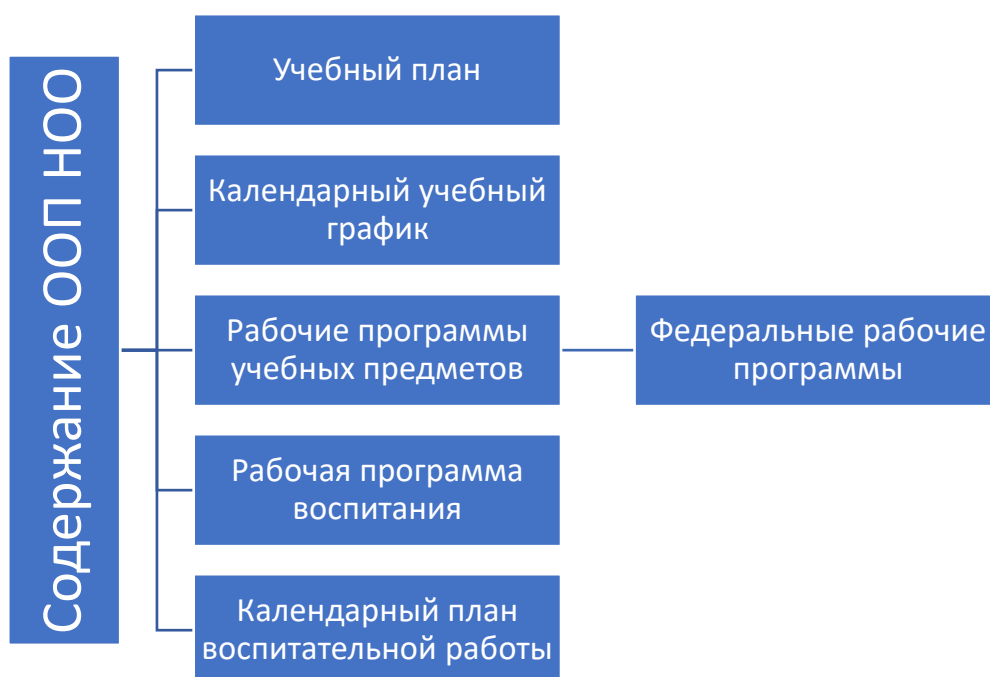 Содержание ООП НОО
Учебный план
Календарный учебный
график
Рабочие программы
учебных предметов
Федеральные рабочие
программы
Рабочая программа
воспитания
Календарный план
воспитательной работы